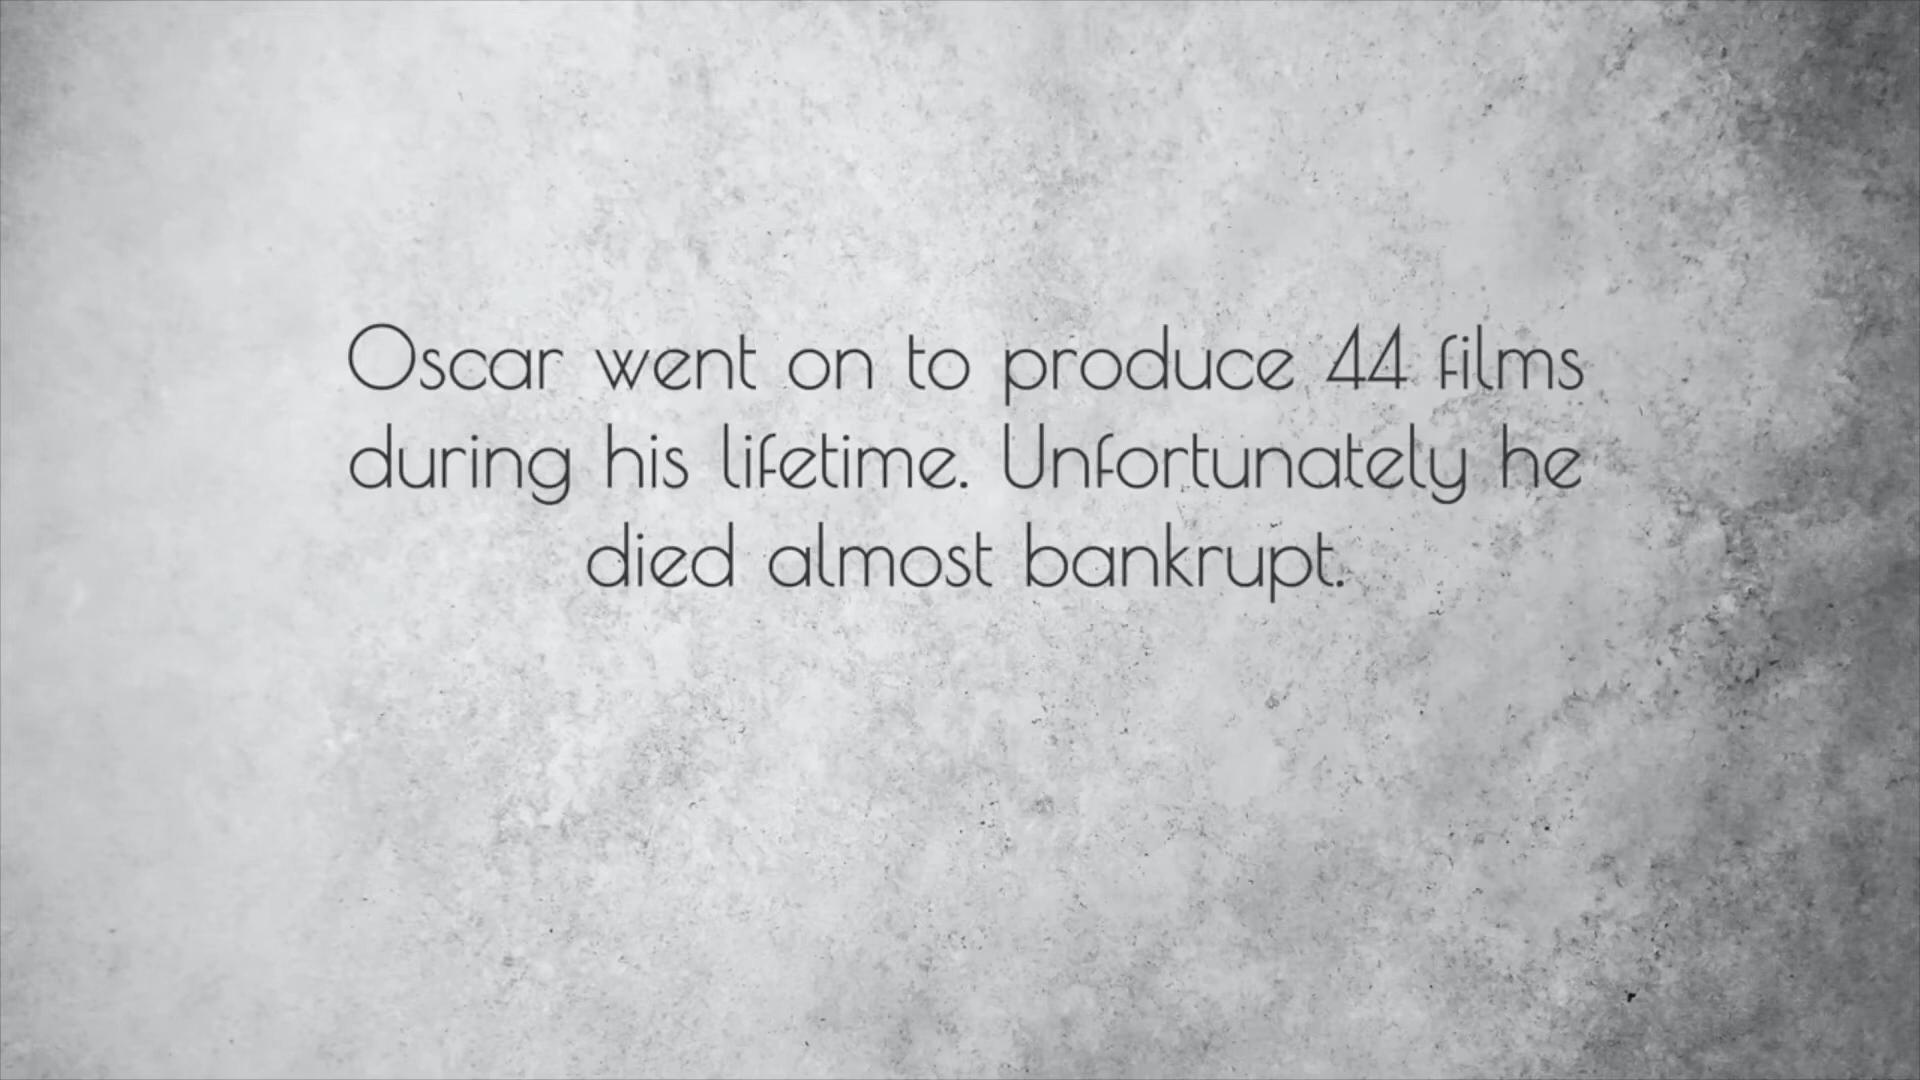 Oscar went on to produce 44 films
during his lifetime. Unfortunately he
died almost bankrupt.